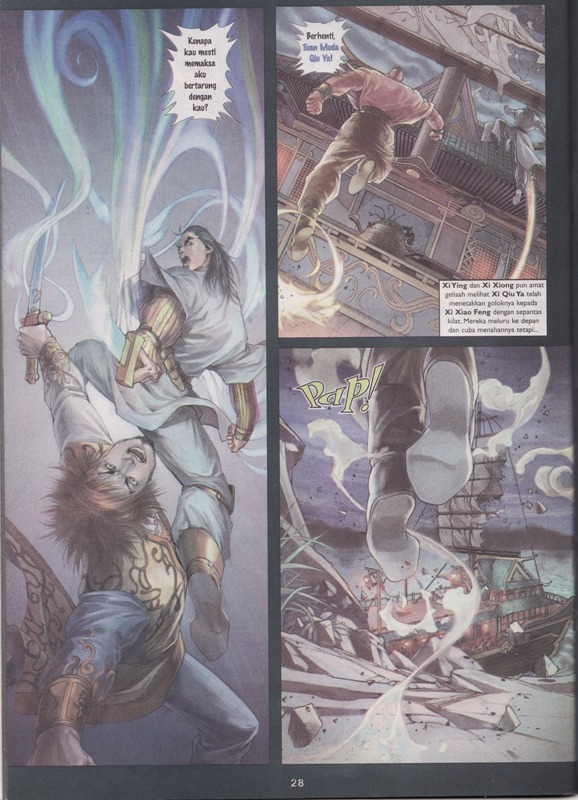 Kenapa
kau mesti
memaksa
aku
bertarung
dengan
kau?
Berhenti,
Tuan Muda
Qiu Ya!
Xi Ying dan Xi Xiong pun amat
gelisah melihat Xi Qiu Ya telah
menetakkan goloknya kepada
Xi Xiao Feng dengan sepantas
kilat. Mereka meluru ke depan
dan cuba menahannya tetapi...
Pap!
28